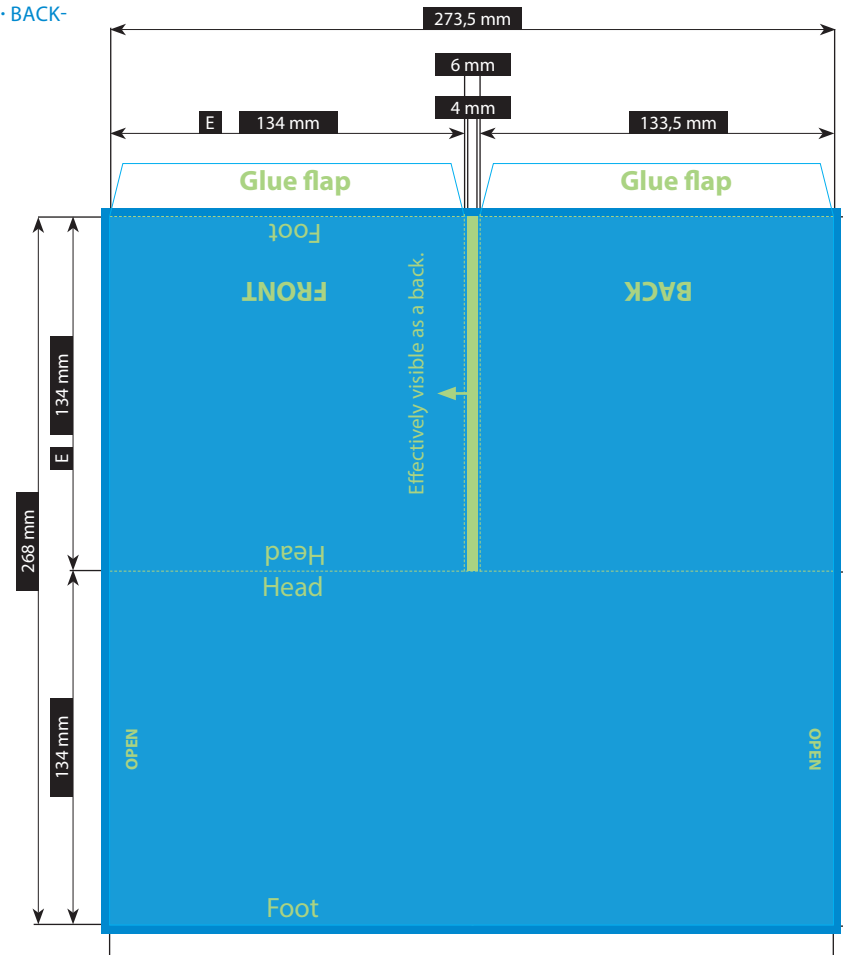 · BACK-
273,5 mm
6 mm
4 mm
E 134 mm
133,5 mm
Glue flap
Glue flap
Foot
FRONT
BACK
Effectively visible as a back.
134 mm
E
268 mm
Head
Head
134 mm
OPEN
OPEN
Foot